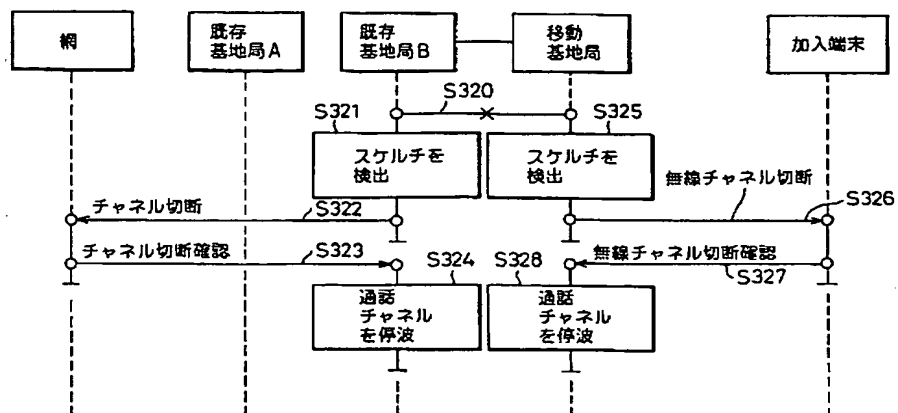 網
既存
基地局A
既存
基地局B
移動
基地局
加入端末
S320
S321
S325
スケルチを
検出
スケルチを
検出
チャネル切断
S322
無線チャネル切断
S326
チャネル切断確認
S323
無線チャネル切断確認
S327
S324
S328
通話
チャネル
を停波
通話
チャネル
を停波